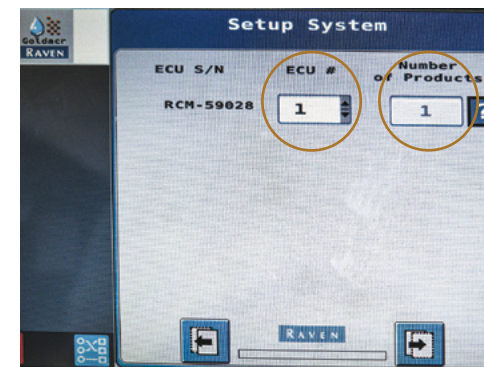 Setup System
Goldacr
RAVEN
ECU S/N
ECU #
Number
of Products
RCM-59028
1
1
?
RAVEN